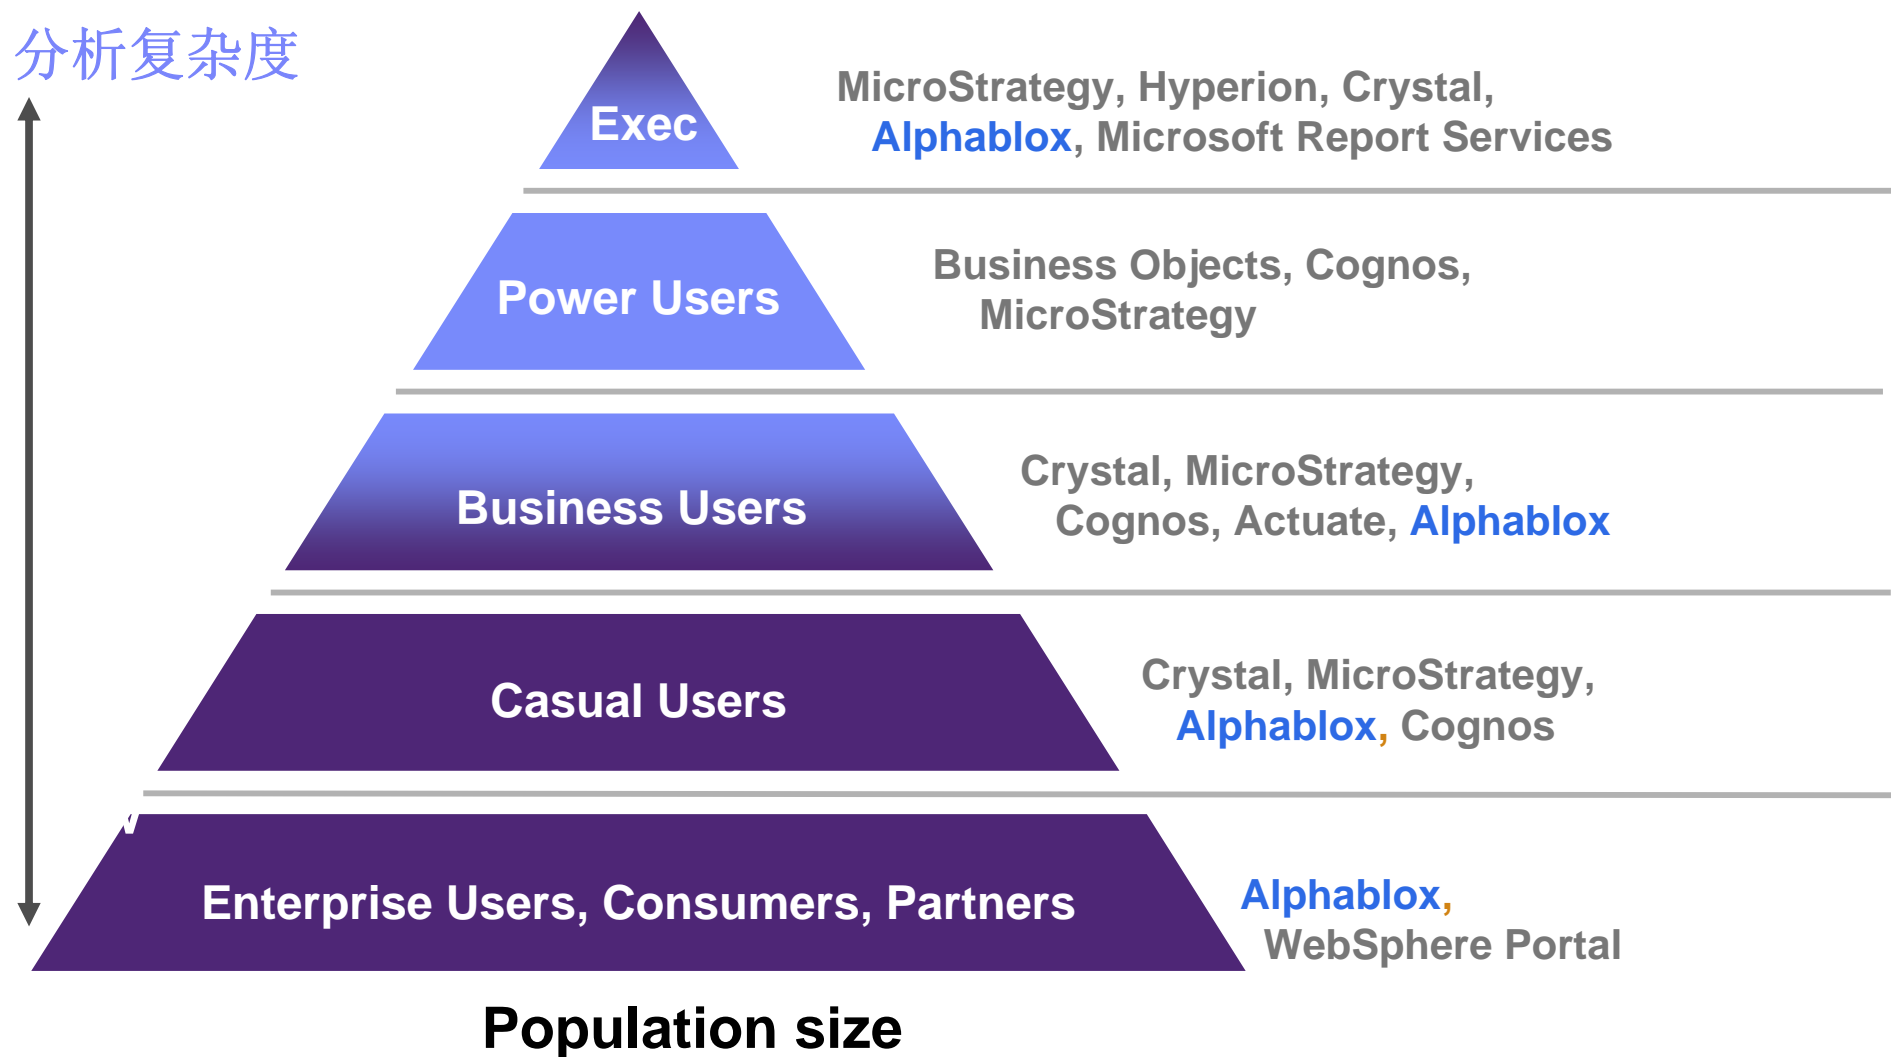 分析复杂度
Exec
MicroStrategy, Hyperion, Crystal,
Alphablox, Microsoft Report Services
Power Users
Business Objects, Cognos,
MicroStrategy
Business Users
Crystal, MicroStrategy,
Cognos, Actuate, Alphablox
Casual Users
Crystal, MicroStrategy,
Alphablox, Cognos
Enterprise Users, Consumers, Partners
Alphablox,
WebSphere Portal
Population size